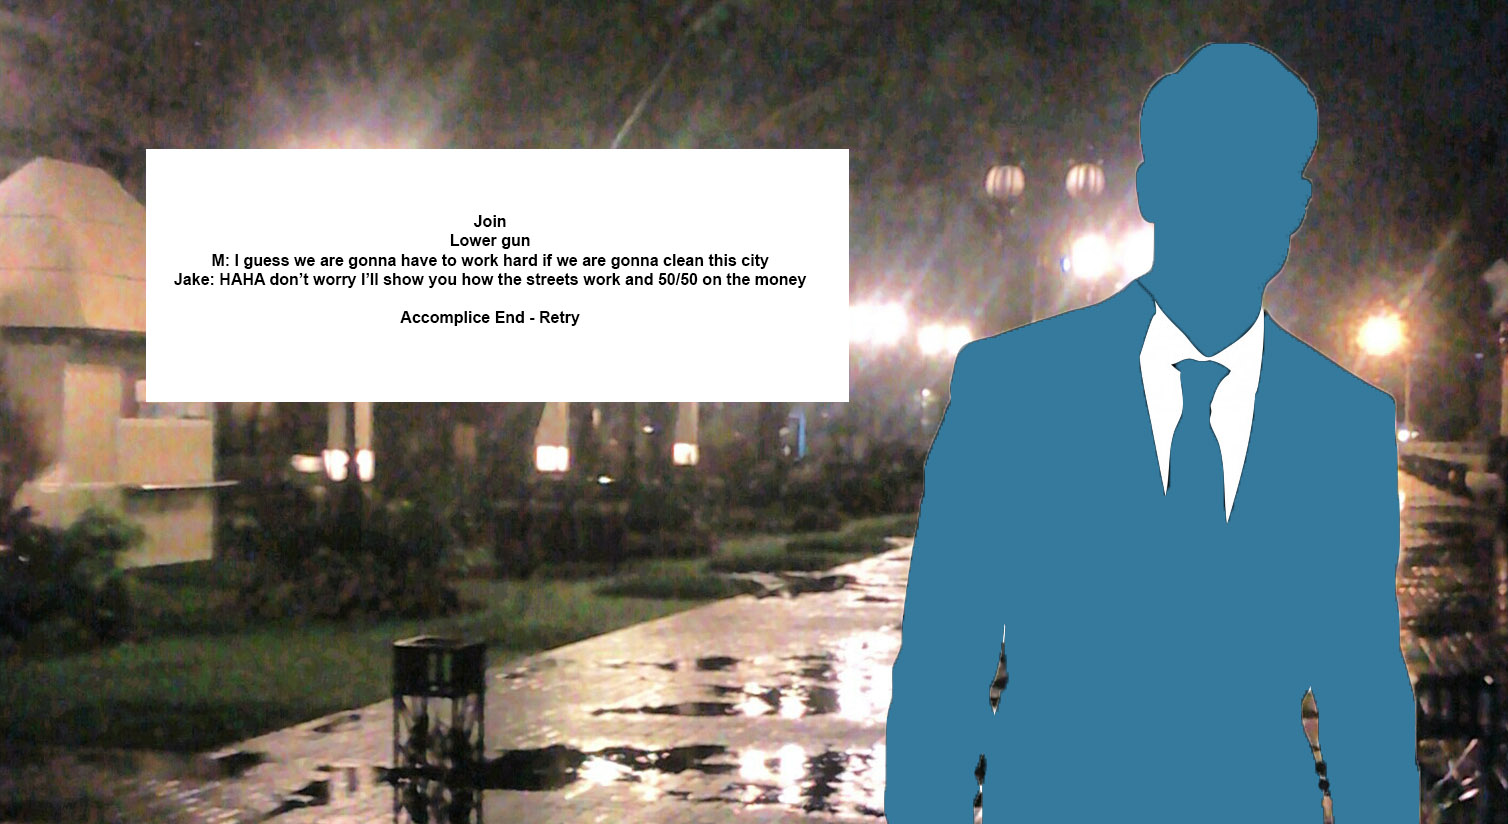 Join
Lower gun
M: I guess we are gonna have to work hard if we are gonna clean this city
Jake: HAHA don’t worry I’ll show you how the streets work and 50/50 on the money
Accomplice End - Retry